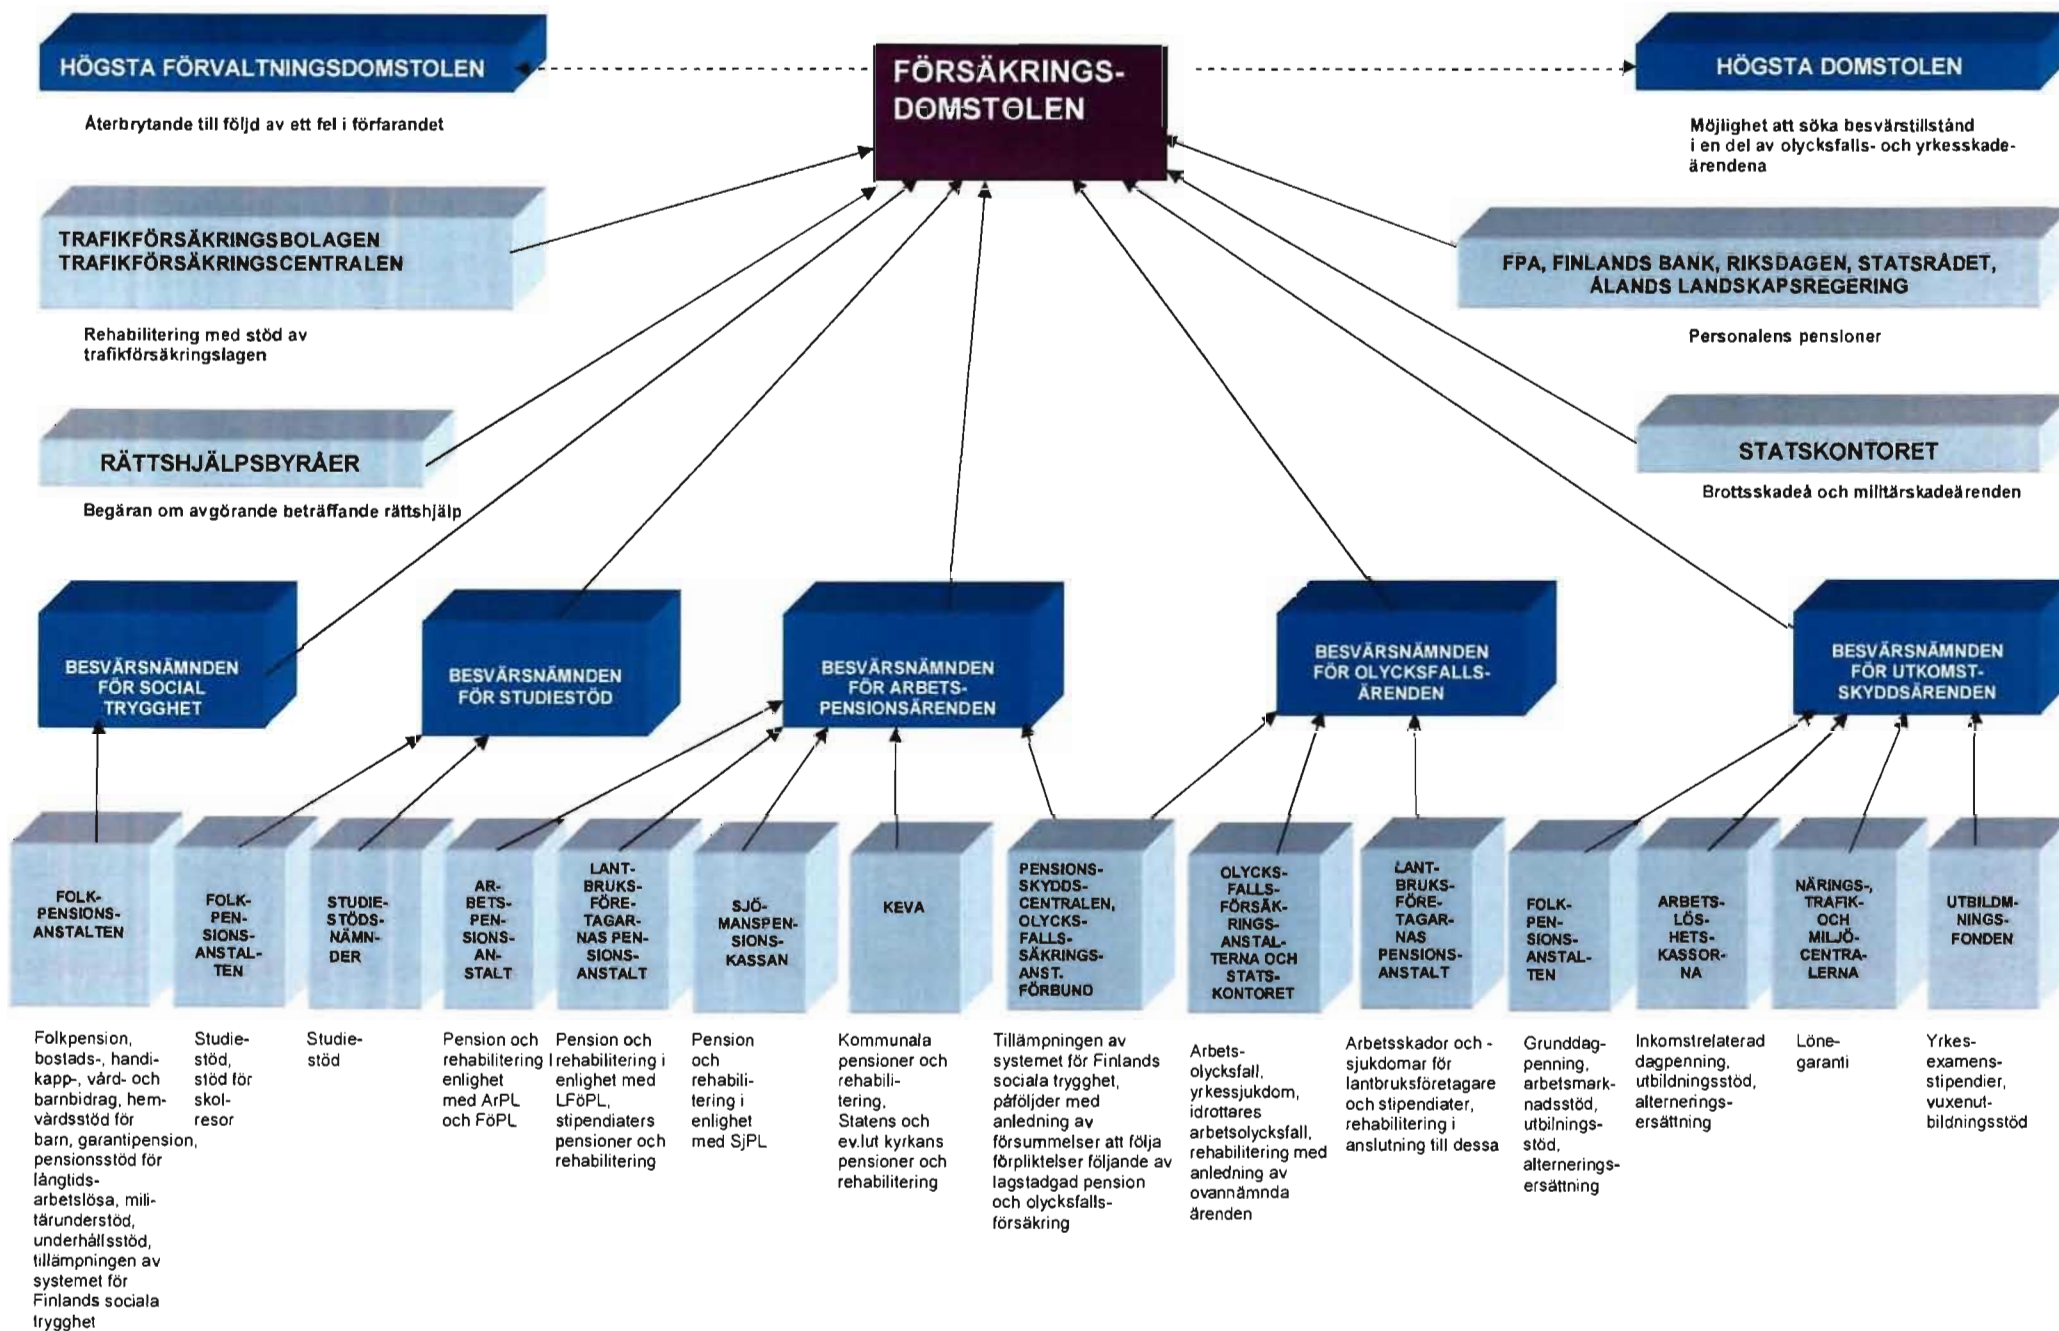 HÖGSTA FÖRVALTNINGSDOMSTOLEN
Återbrytande till följd av ett fel i förfarandet
FÖRSÄKRINGS-
DOMSTOLEN
HÖGSTA DOMSTOLEN
Möjlighet att söka besvärstillstånd
i en del av olycksfalls- och yrkesskade-
ärendena
TRAFIKFÖRSÄKRINGSBOLAGEN
TRAFIKFÖRSÄKRINGSCENTRALEN
Rehabilitering med stöd av
trafikförsäkringslagen
FPA, FINLANDS BANK, RIKSDAGEN, STATSRÅDET,
ÅLANDS LANDSKAPSREGERING
Personalens pensioner
RÄTTSHJÄLPSBYRÅER
Begäran om avgörande beträffande rättshjälp
STATSKONTORET
Brottsskadeå och militärskadeärenden
BESVÄRSNÄMNDEN
FÖR SOCIAL
TRYGGHET
BESVÄRSNÄMNDEN
FÖR STUDIESTÖD
BESVÄRSNÄMNDEN
FÖR ARBETS-
PENSIONSÄRENDEN
BESVÄRSNÄMNDEN
FÖR OLYCKSFALLS-
ÄRENDEN
BESVÄRSNÄMNDEN
FÖR UTKOMST-
SKYDDSÄRENDEN
FOLK-
PENSIONS-
ANSTALTEN
FOLK-
PEN-
SIONS-
ANSTAL-
TEN
STUDIE-
STÖDS-
NÄMN-
DER
AR-
BETS-
PEN-
SIONS-
AN-
STALT
LANT-
BRUKS-
FÖRE-
TAGAR-
NAS PEN-
SIONS-
ANSTALT
SJÖ-
MANSPEN-
SIONS-
KASSAN
KEVA
PENSIONS-
SKYDDS-
CENTRALEN,
OLYCKS-
FALLS-
SÄKRINGS-
ANST.
FÖRBUND
OLYCKS-
FALLS-
FÖRSÄK-
RINGS-
ANSTAL-
TERNA OCH
STATS-
KONTORET
LANT-
BRUKS-
FÖRE-
TAGAR-
NAS
PENSIONS-
ANSTALT
FOLK-
PEN-
SIONS-
ANSTAL-
TEN
ARBETS-
LÖS-
HETS-
KASSOR-
NA
NÄRINGS-,
TRAFIK-
OCH
MILJÖ-
CENTRA-
LERNA
UTBILDM-
NINGS-
FONDEN
Folkpension,
bostads-, handi-
kapp-, vård- och
barnbidrag, hem-
vårdsstöd för
barn, garantipension,
pensionsstöd för
långtids-
arbetslösa, mili-
tärunderstöd,
underhållsstöd,
tillämpningen av
systemet för
Finlands sociala
trygghet
Studie-
stöd,
stöd för
skol-
resor
Studie-
stöd
Pension och
rehabilitering I
enlighet
med ArPL
och FöPL
Pension och
rehabilitering i
enlighet med
LFöPL,
stipendiaters
pensioner och
rehabilitering
Pension
och
rehabili-
tering i
enlighet
med SjPL
Kommunala
pensioner och
rehabili-
tering,
Statens och
ev.lut kyrkans
pensioner och
rehabilitering
Tillämpningen av
systemet för Finlands
sociala trygghet,
påföljder med
anledning av
försummelser att följa
förpliktelser följande av
lagstadgad pension
och olycksfalls-
försäkring
Arbets-
olycksfall,
yrkessjukdom,
idrottares
arbetsolycksfall,
rehabilitering med
anledning av
ovannämnda
ärenden
Arbetsskador och -
sjukdomar för
lantbruksföretagare
och stipendiater,
rehabilitering i
anslutning till dessa
Grunddag-
penning,
arbetsmark-
nadsstöd,
utbilnings-
stöd,
alternerings-
ersättning
Inkomstrelaterad
dagpenning,
utbildningsstöd,
alternerings-
ersättning
Löne-
garanti
Yrkes-
examens-
stipendier,
vuxenut-
bildningsstöd